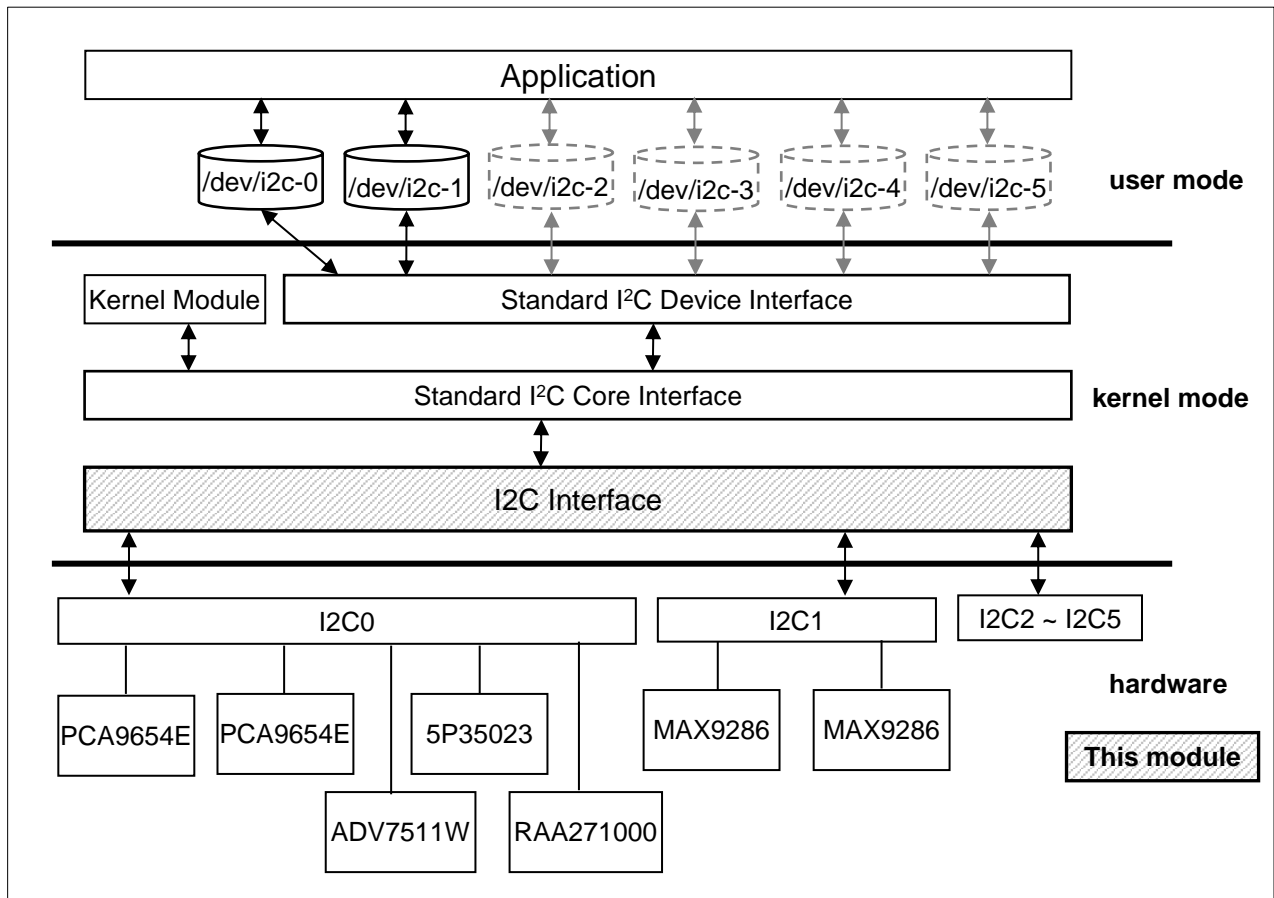 Application
/dev/i2c-0
/dev/i2c-1
/dev/i2c-2
/dev/i2c-3
/dev/i2c-4
/dev/i2c-5
user mode
Kernel Module
Standard I²C Device Interface
Standard I²C Core Interface
kernel mode
I2C Interface
I2C0
I2C1
I2C2 ~ I2C5
hardware
PCA9654E
PCA9654E
5P35023
MAX9286
MAX9286
This module
ADV7511W
RAA271000